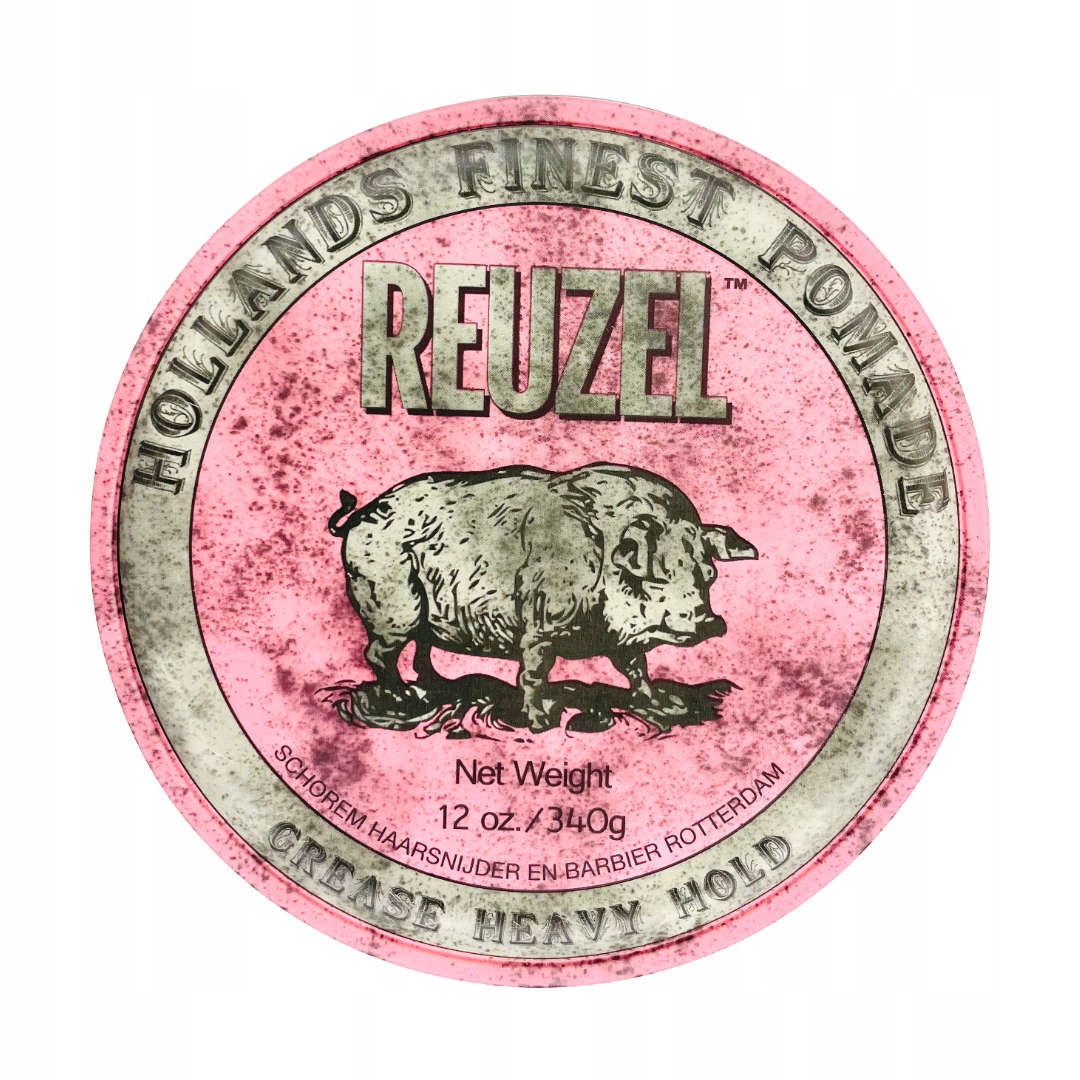 HOLLANDS FINEST POMADE
REUZEL™
Net Weight
12 oz./340g
SCHOREM HAARSNIJDER EN BARBIER ROTTERDAM
GREASE HEAVY HOLD